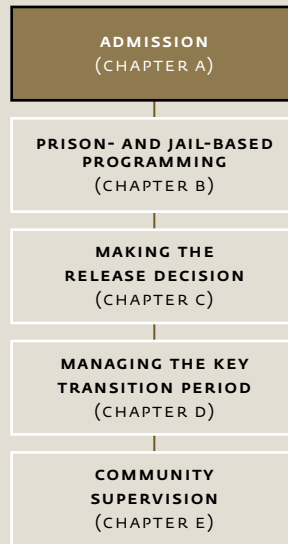 ADMISSION
(CHAPTER A)
PRISON- AND JAIL-BASED
PROGRAMMING
(CHAPTER B)
MAKING THE
RELEASE DECISION
(CHAPTER C)
MANAGING THE KEY
TRANSITION PERIOD
(CHAPTER D)
COMMUNITY
SUPERVISION
(CHAPTER E)